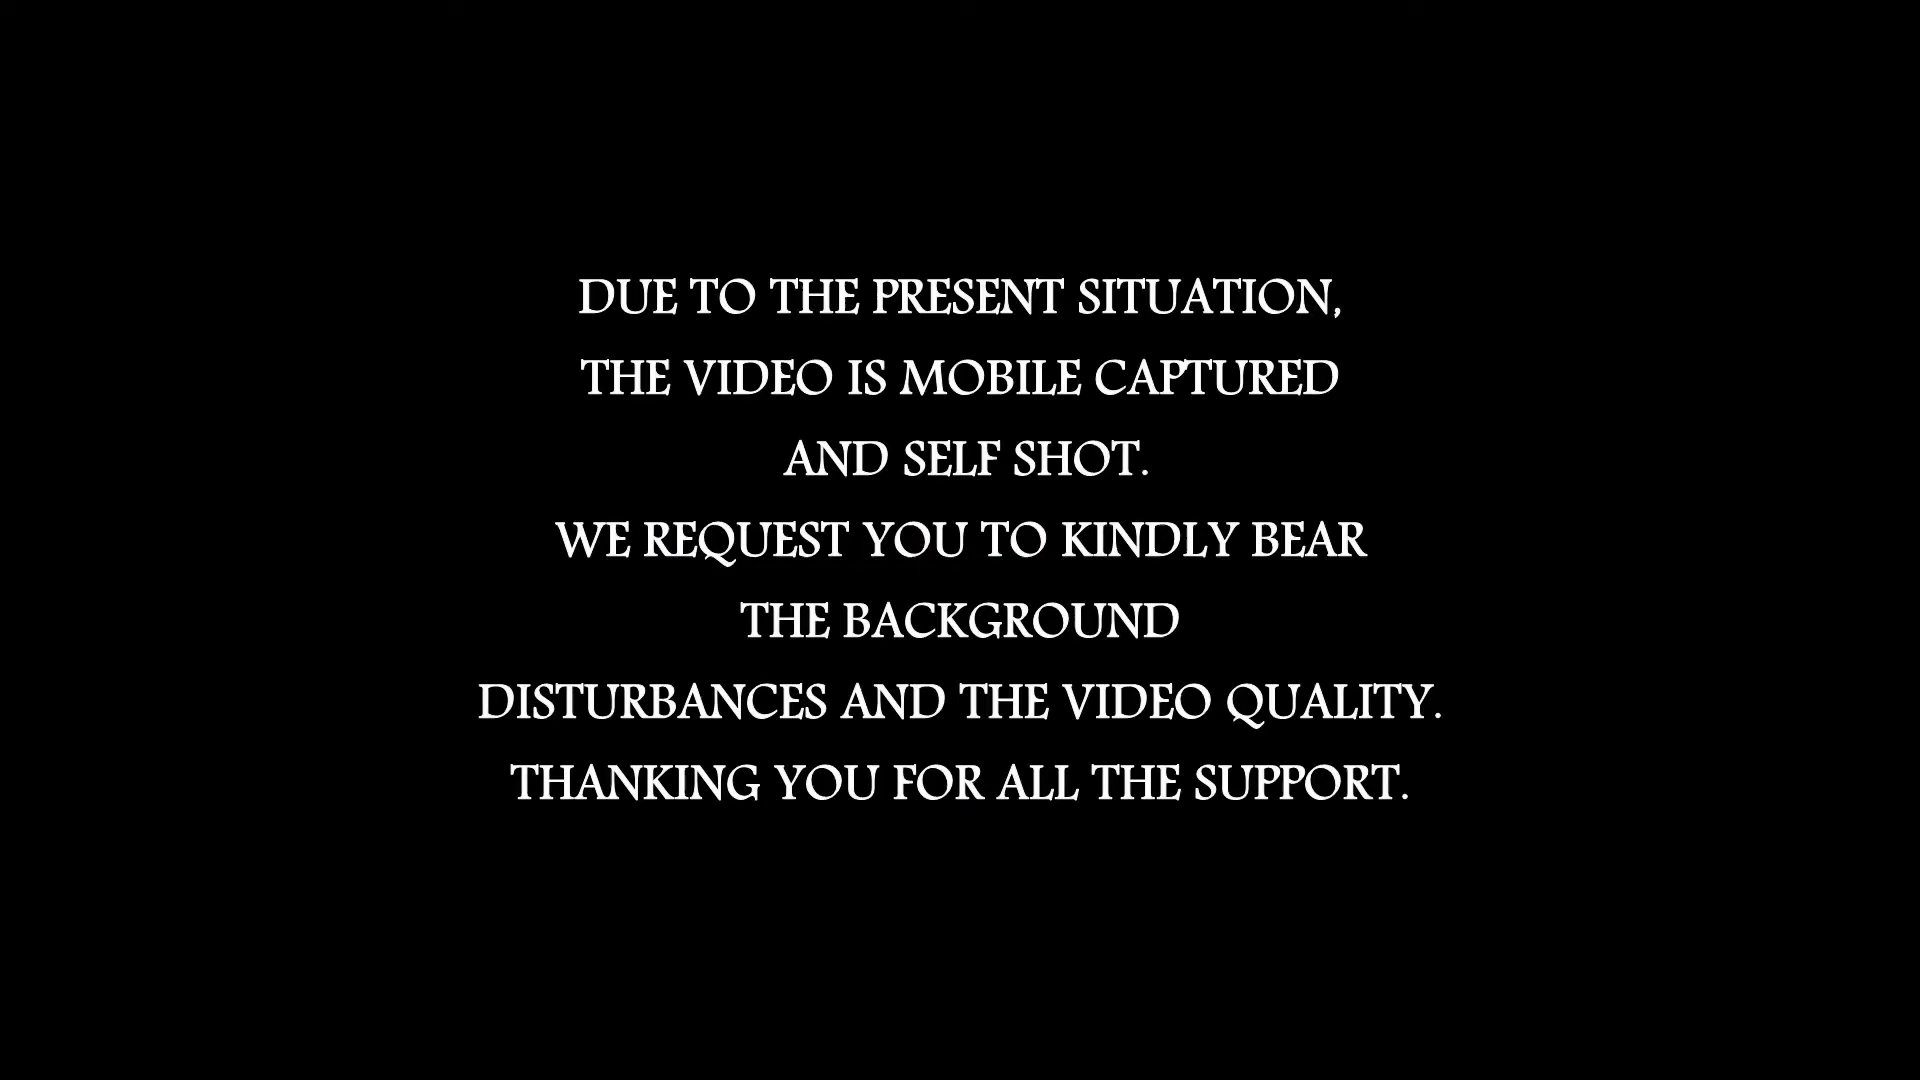 DUE TO THE PRESENT SITUATION,
THE VIDEO IS MOBILE CAPTURED
AND SELF SHOT.
WE REQUEST YOU TO KINDLY BEAR
THE BACKGROUND
DISTURBANCES AND THE VIDEO QUALITY.
THANKING YOU FOR ALL THE SUPPORT.